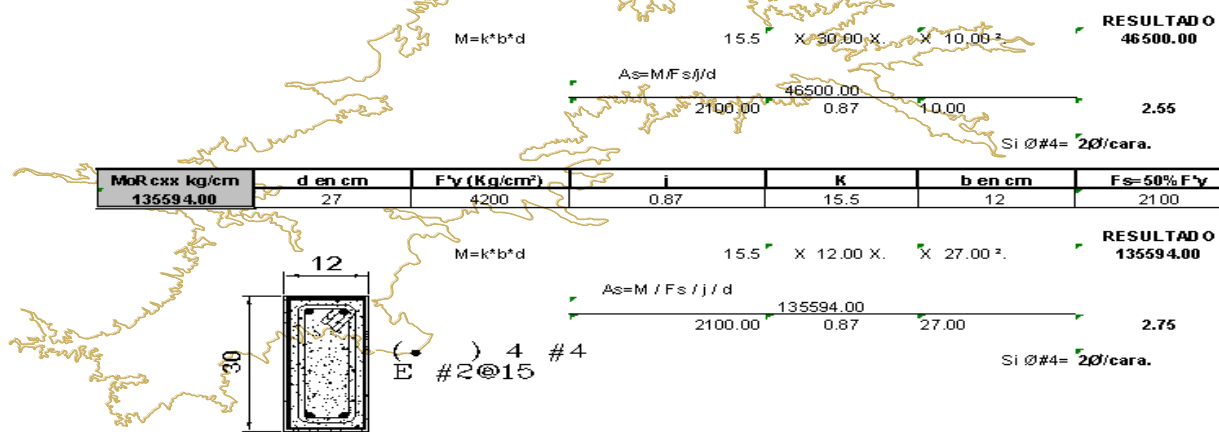 RESULTADO
M=k*b*d 15.5 X 30.00 X. X 10.00 ². 46500.00
As=M/Fs/j/d
46500.00
2100.00 0.87 10.00 2.55
Si Ø#4= 2Ø/cara.
MoR cxx kg/cm d en cm F'y (Kg/cm²) j K b en cm Fs=50% F'y
135594.00 27 4200 0.87 15.5 12 2100
RESULTADO
M=k*b*d 15.5 X 12.00 X. X 27.00 ². 135594.00
As=M / Fs / j / d
135594.00
2100.00 0.87 27.00 2.75
Si Ø#4= 2Ø/cara.
12
30
( • ) 4 #4
E #2@15